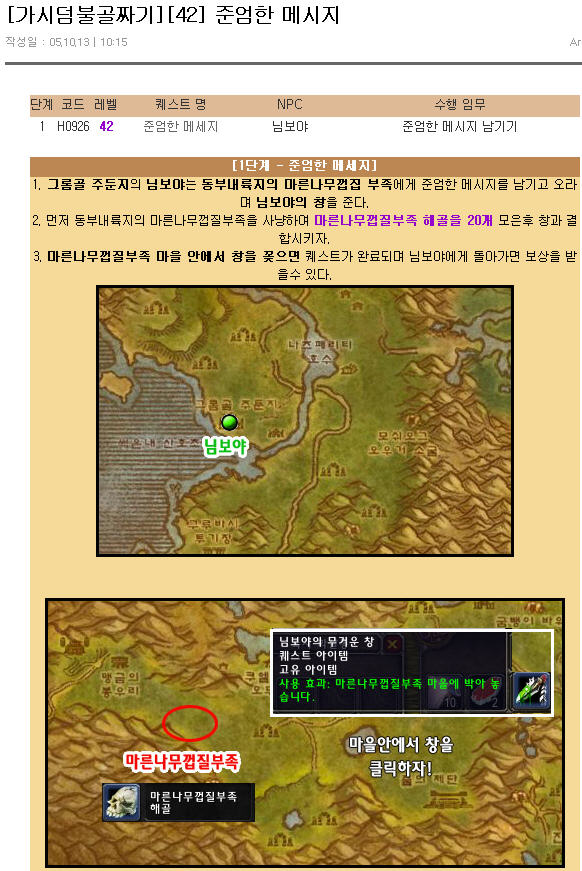 [가시덤불골짜기][42] 준엄한 메시지
작성일 : 05,10,13 | 10:15
Ar
단계 코드 레벨 퀘스트 명 NPC 수행 임무
1 H0926 42 준엄한 메세지 님보야 준엄한 메시지 남기기
[1단계 - 준엄한 메세지]
1. 그롬골 주둔지의 님보야는 동부내륙지의 마른나무껍집 부족에게 준엄한 메시지를 남기고 오라
며 님보야의 창을 준다.
2. 먼저 동부내륙지의 마른나무껍질부족을 사냥하며 마른나무껍질부족 해골을 20개 모은후 창과 결
합시키자.
3. 마른나무껍질부족 마을 안에서 창을 꽂으면 퀘스트가 완료되며 님보야에게 돌아가면 보상을 받
을수 있다.
나즈페리티
호수
그롬골 주둔지
님보야
모쉬오그
오우거 소굴
구루바시
투기장
님보야의 무거운 창
퀘스트 아이템
고유 아이템
사용 효과: 마른나무껍질부족 마을에 박아 놓
습니다.
10
2
맹금의
봉우리
마른나무껍질부족
마을안에서 창을
클릭하자!
제단
마른나무껍질부족
해골